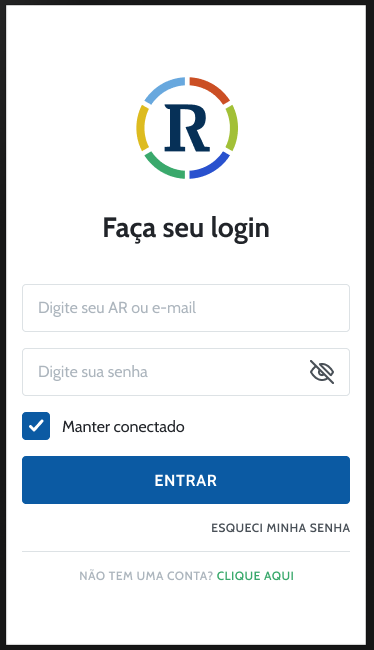 R
Faça seu login
Digite seu AR ou e-mail
Digite sua senha
Manter conectado
ENTRAR
ESQUECI MINHA SENHA
NÃO TEM UMA CONTA? CLIQUE AQUI